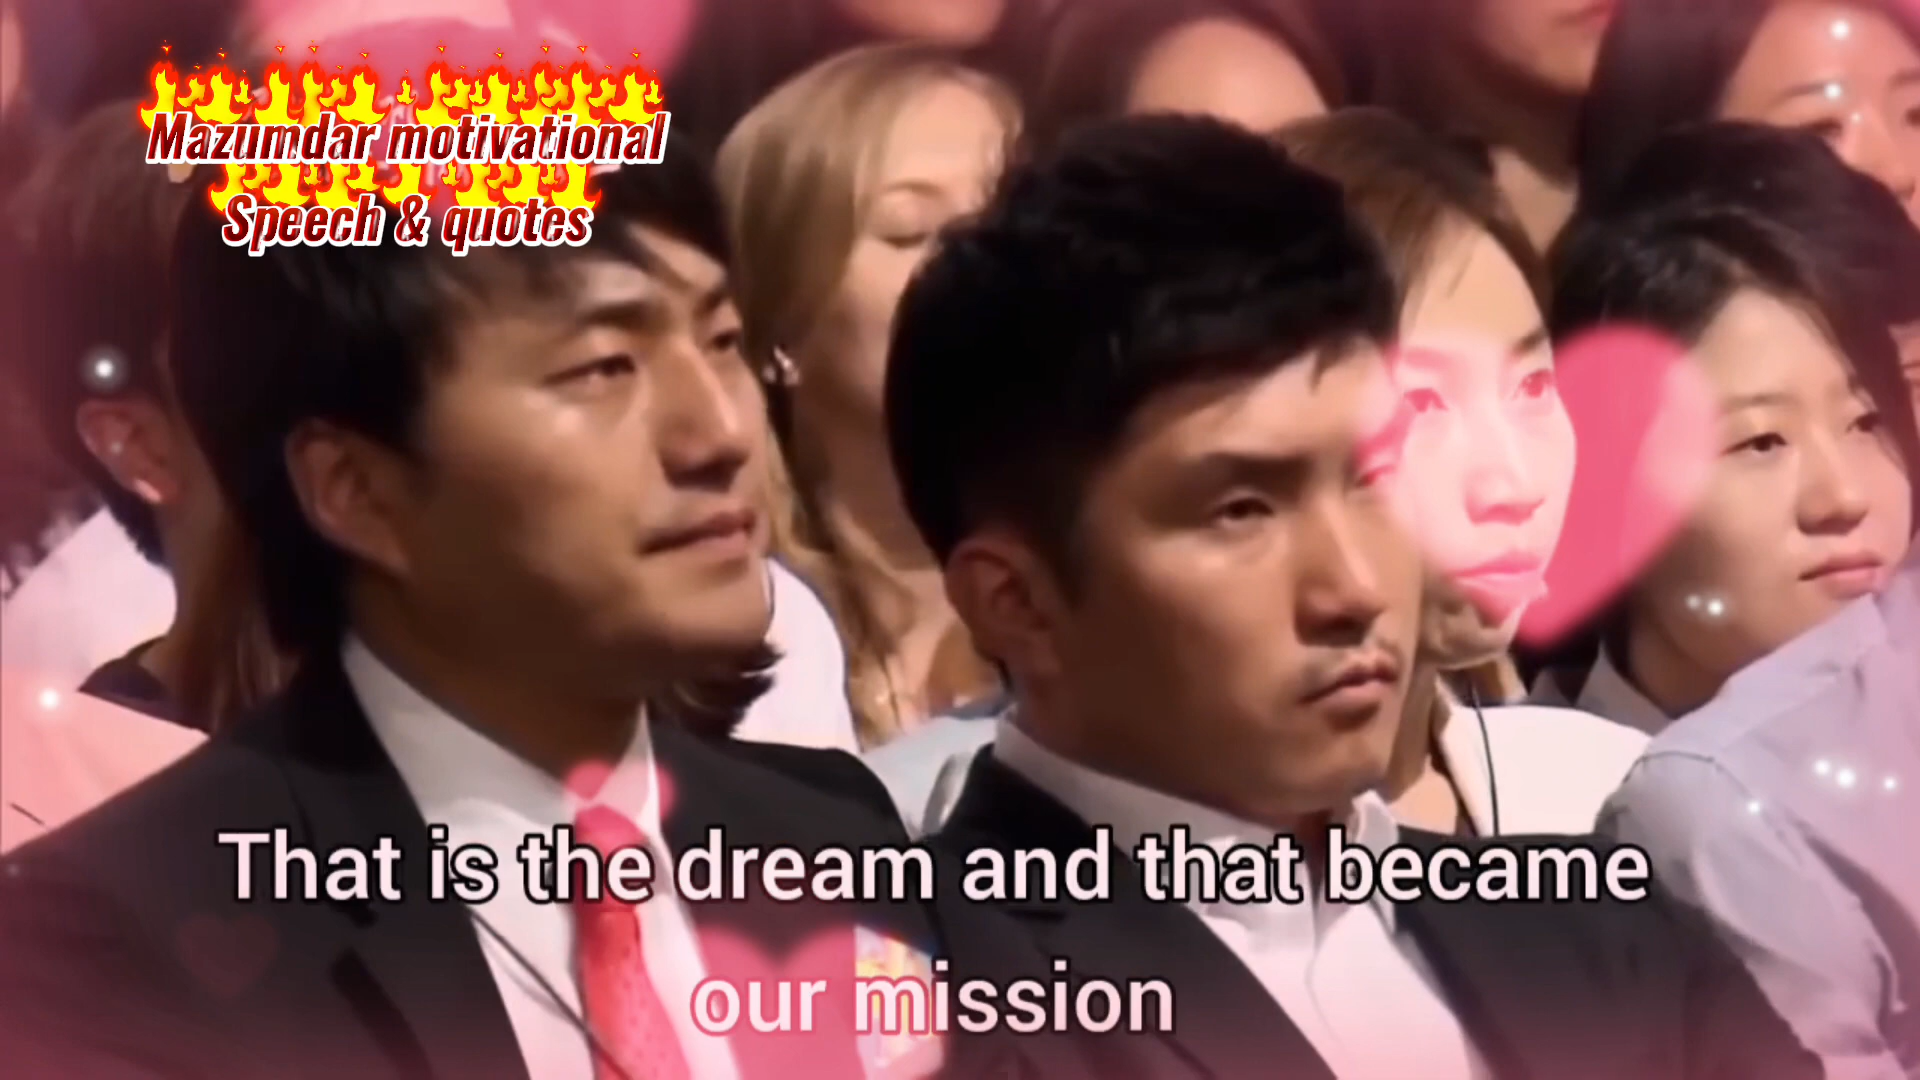 Mazumdar motivational
Speech & quotes
That is the dream and that became
our mission